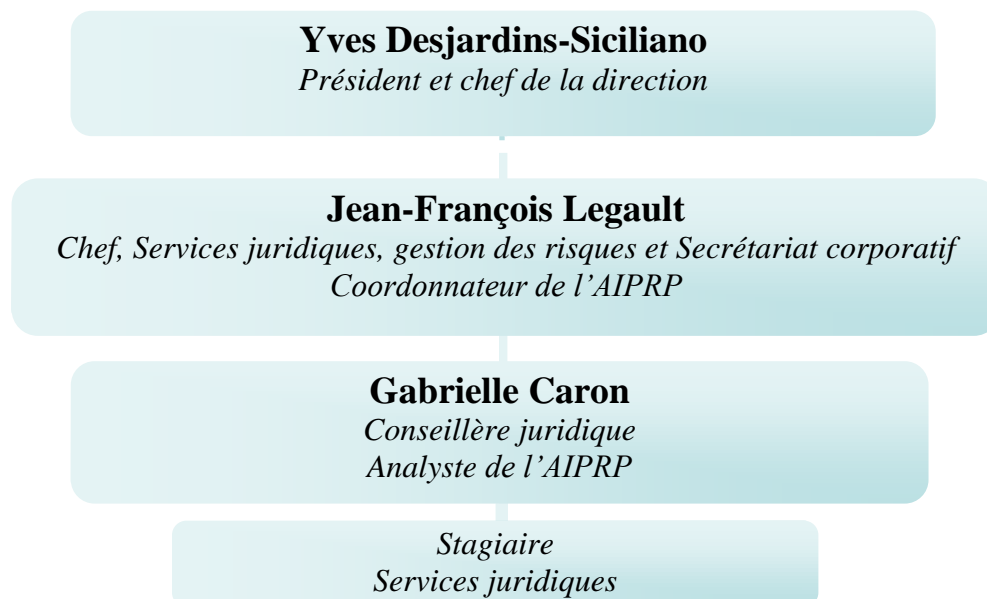 Yves Desjardins-Siciliano
Président et chef de la direction
Jean-François Legault
Chef, Services juridiques, gestion des risques et Secrétariat corporatif
Coordonnateur de l’AIPRP
Gabrielle Caron
Conseillère juridique
Analyste de l’AIPRP
Stagiaire
Services juridiques